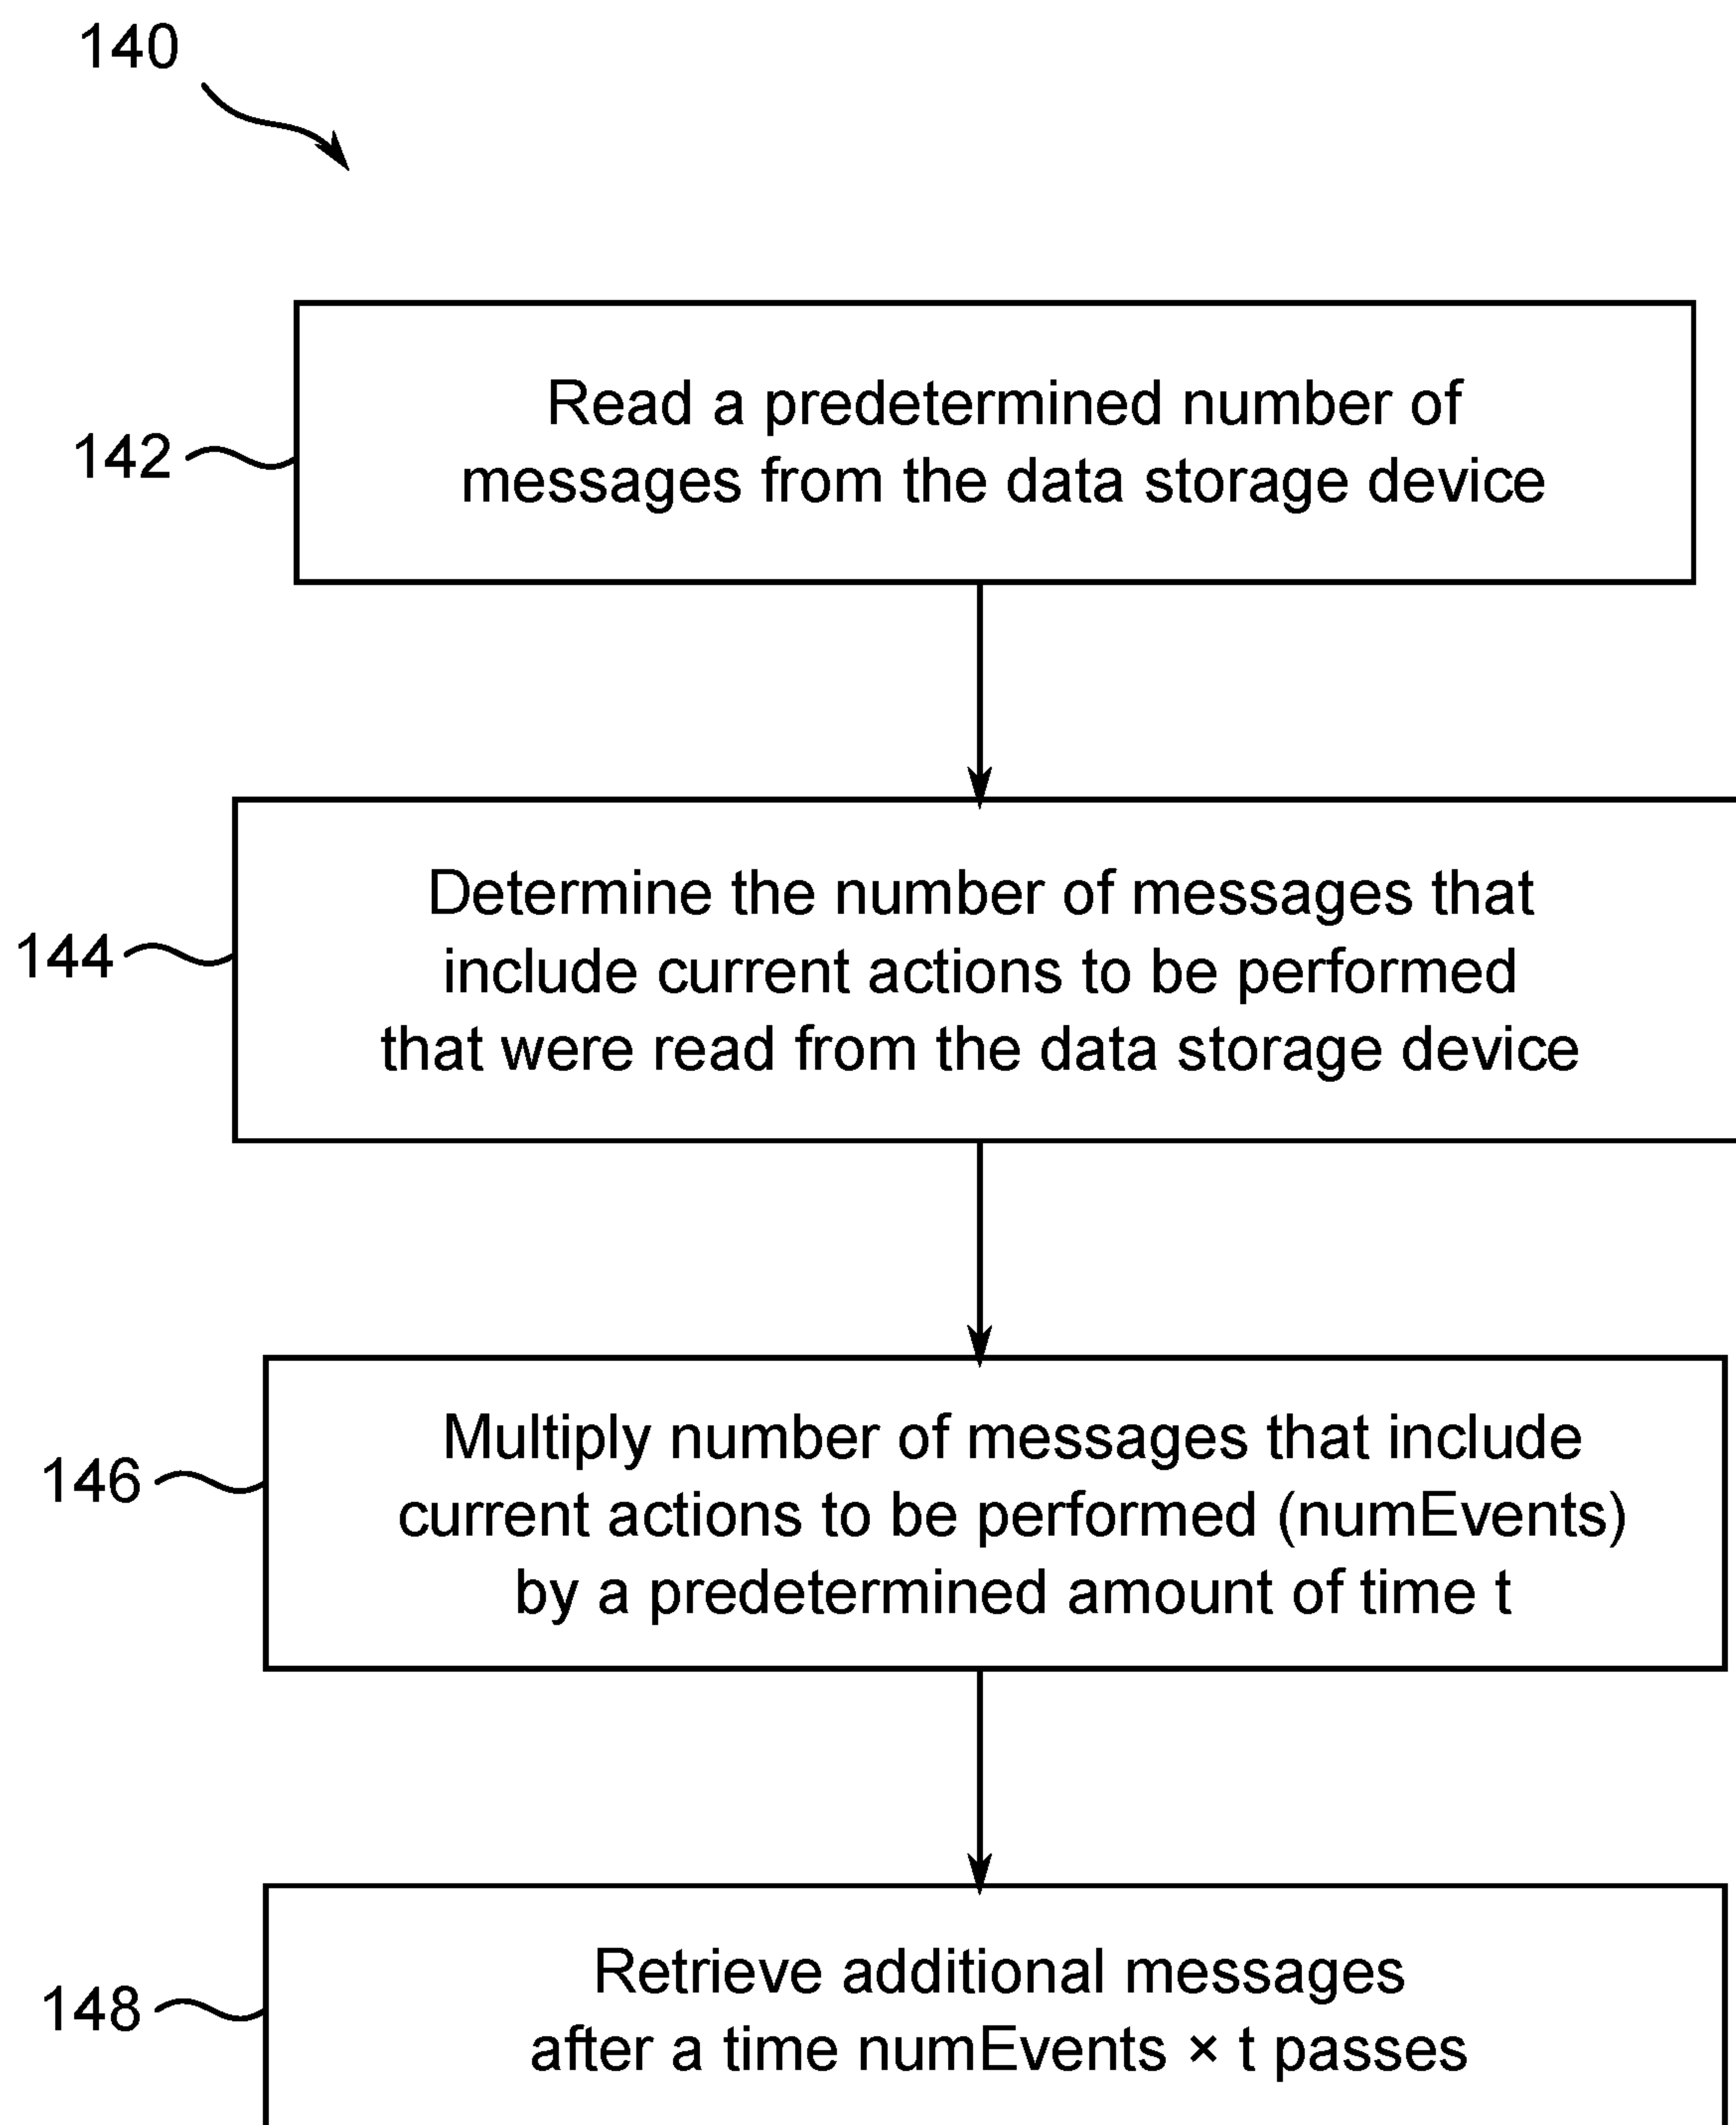 140
142
Read a predetermined number of
messages from the data storage device
144
Determine the number of messages that
include current actions to be performed
that were read from the data storage device
146
Multiply number of messages that include
current actions to be performed (numEvents)
by a predetermined amount of time t
148
Retrieve additional messages
after a time numEvents × t passes